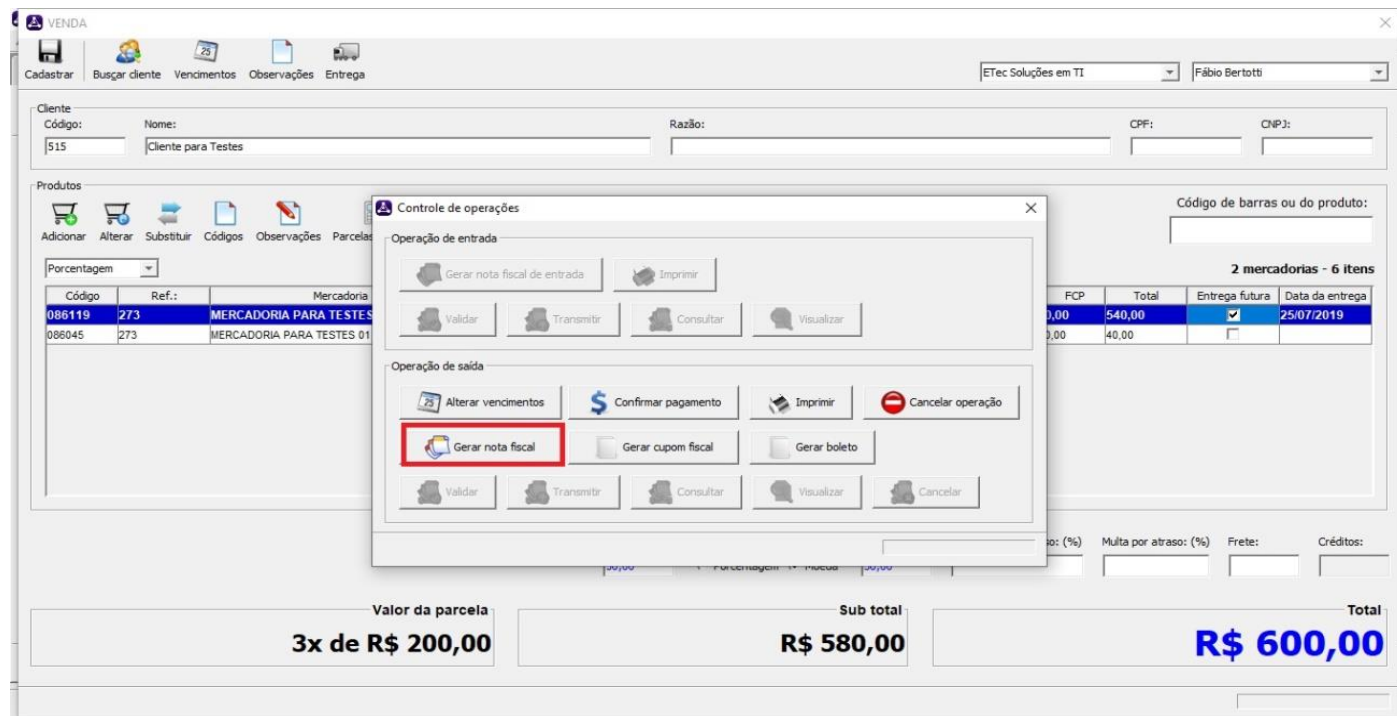 VENDA
Cadastrar Buscar cliente Vencimentos Observações Entrega
ETec Soluções em TI Fábio Bertotti
Cliente
Código: Nome: Razão: CPF: CNPJ:
515 Cliente para Testes
Produtos
Código de barras ou do produto:
Adicionar Alterar Substituir Códigos Observações Parcelas
Porcentagem
2 mercadorias - 6 itens
Código Ref.: Mercadoria FCP Total Entrega futura Data da entrega
086119 273 MERCADORIA PARA TESTES 0,00 540,00 25/07/2019
086045 273 MERCADORIA PARA TESTES 01 0,00 40,00
Controle de operações
Operação de entrada
Gerar nota fiscal de entrada Imprimir
Validar Transmitir Consultar Visualizar
Operação de saída
25 Alterar vencimentos Confirmar pagamento Imprimir Cancelar operação
Gerar nota fiscal Gerar cupom fiscal Gerar boleto
Validar Transmitir Consultar Visualizar Cancelar
(%) Multa por atraso: (%) Frete: Créditos:
Valor da parcela Sub total Total
3x de R$ 200,00 R$ 580,00 R$ 600,00